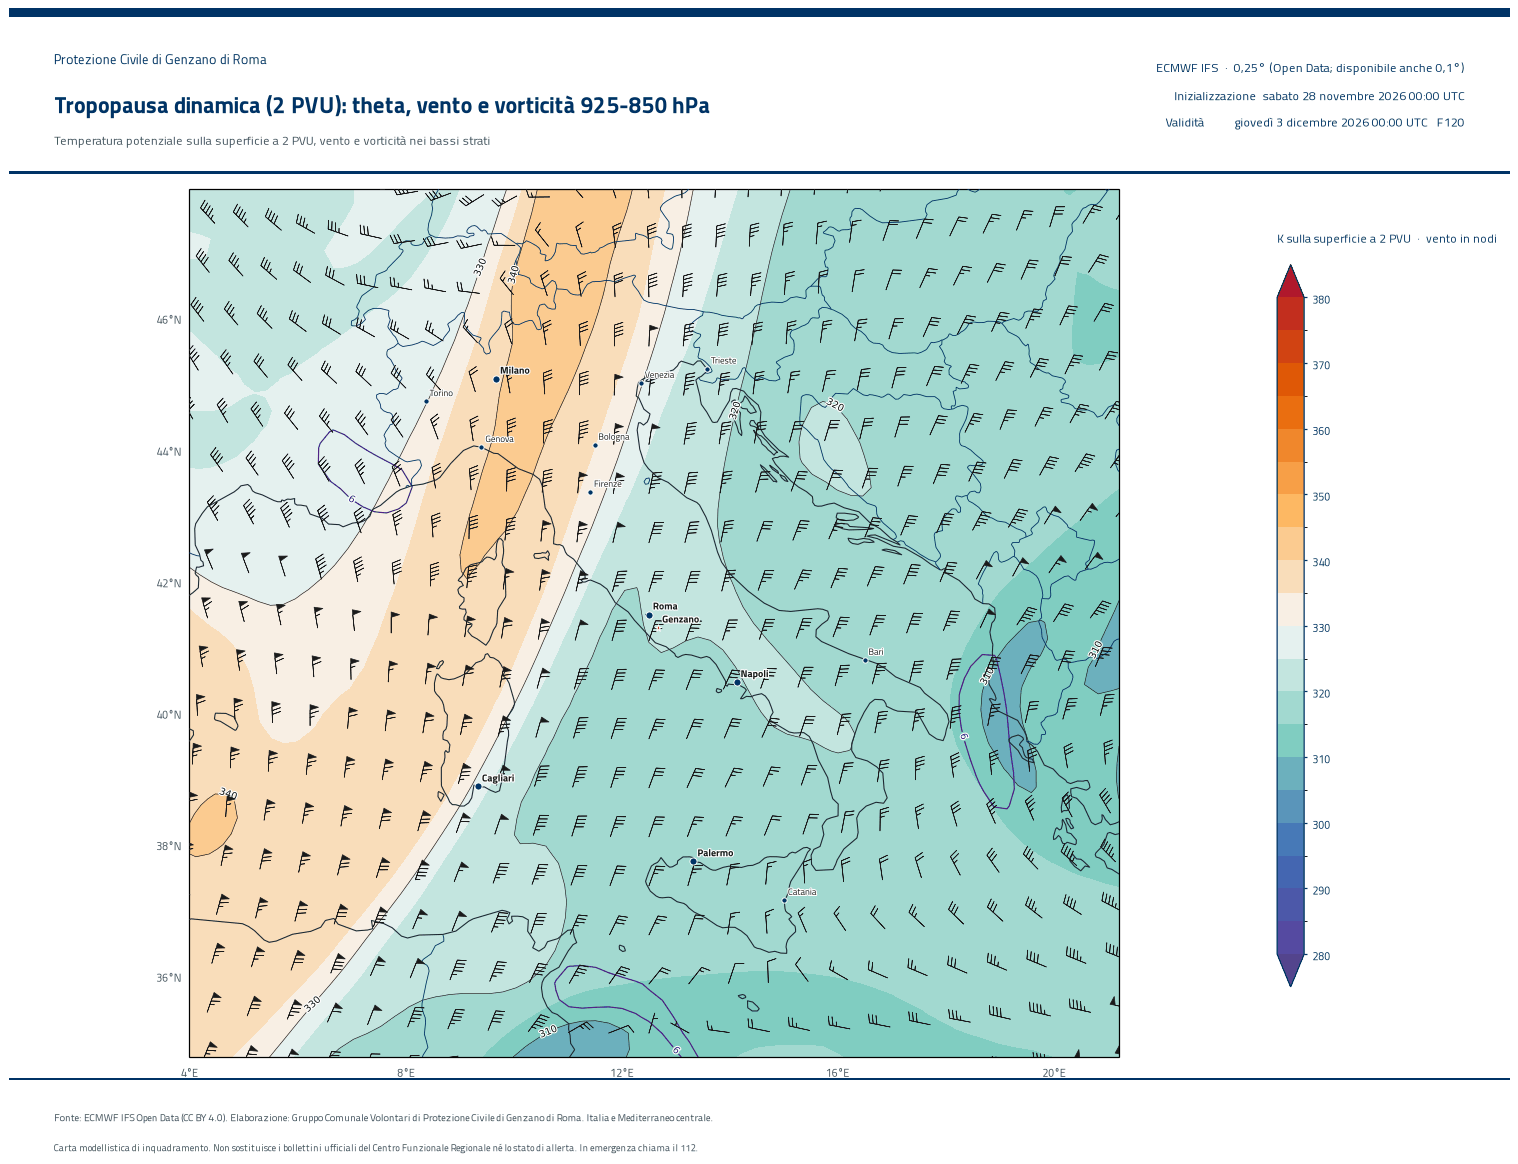 Protezione Civile di Genzano di Roma
Tropopausa dinamica (2 PVU): theta, vento e vorticità 925-850 hPa
Temperatura potenziale sulla superficie a 2 PVU, vento e vorticità nei bassi strati
ECMWF IFS · 0,25° (Open Data; disponibile anche 0,1°)
Inizializzazione sabato 28 novembre 2026 00:00 UTC
Validità giovedì 3 dicembre 2026 00:00 UTC F120
K sulla superficie a 2 PVU · vento in nodi
380
370
360
350
340
330
320
310
300
290
280
46°N
44°N
42°N
40°N
38°N
36°N
4°E
8°E
12°E
16°E
20°E
330
340
Trieste
Milano
Venezia
Torino
320
320
Genova
Bologna
Firenze
6
Roma
Genzano
Bari
310
310
Napoli
6
Cagliari
340
Palermo
Catania
330
310
6
Fonte: ECMWF IFS Open Data (CC BY 4.0). Elaborazione: Gruppo Comunale Volontari di Protezione Civile di Genzano di Roma. Italia e Mediterraneo centrale.
Carta modellistica di inquadramento. Non sostituisce i bollettini ufficiali del Centro Funzionale Regionale né lo stato di allerta. In emergenza chiama il 112.